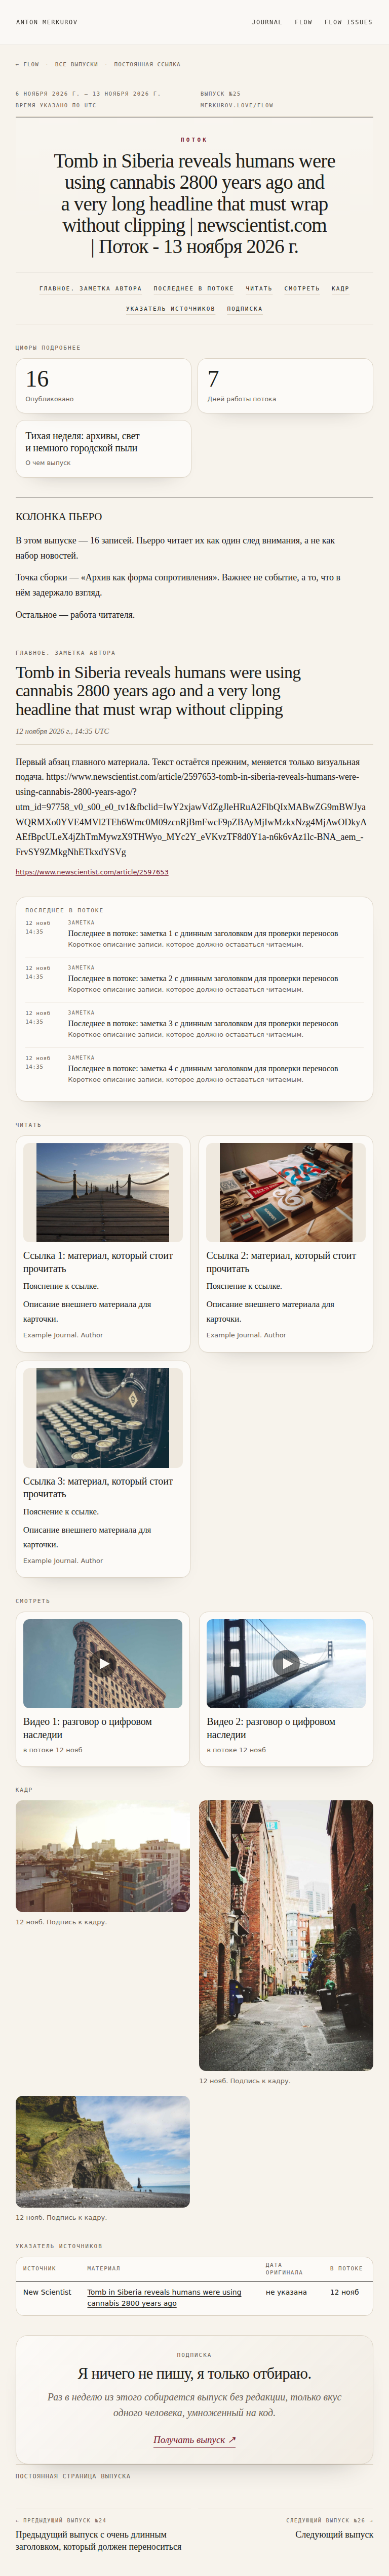 ANTON MERKUROV
JOURNAL FLOW FLOW ISSUES
← FLOW ВСЕ ВЫПУСКИ ПОСТОЯННАЯ ССЫЛКА
6 НОЯБРЯ 2026 Г. — 13 НОЯБРЯ 2026 Г.
ВРЕМЯ УКАЗАНО ПО UTC
ВЫПУСК №25
MERKUROV.LOVE/FLOW
ПОТОК
Tomb in Siberia reveals humans were
using cannabis 2800 years ago and
a very long headline that must wrap
without clipping | newscientist.com
| Поток - 13 ноября 2026 г.
ГЛАВНОЕ. ЗАМЕТКА АВТОРА ПОСЛЕДНЕЕ В ПОТОКЕ ЧИТАТЬ СМОТРЕТЬ КАДР
УКАЗАТЕЛЬ ИСТОЧНИКОВ ПОДПИСКА
ЦИФРЫ ПОДРОБНЕЕ
16
Опубликовано
7
Дней работы потока
Тихая неделя: архивы, свет
и немного городской пыли
О чем выпуск
КОЛОНКА ПЬЕРО
В этом выпуске — 16 записей. Пьерро читает их как один след внимания, а не как
набор новостей.
Точка сборки — «Архив как форма сопротивления». Важнее не событие, а то, что в
нём задержало взгляд.
Остальное — работа читателя.
ГЛАВНОЕ. ЗАМЕТКА АВТОРА
Tomb in Siberia reveals humans were using
cannabis 2800 years ago and a very long
headline that must wrap without clipping
12 ноября 2026 г., 14:35 UTC
Первый абзац главного материала. Текст остаётся прежним, меняется только визуальная
подача. https://www.newscientist.com/article/2597653-tomb-in-siberia-reveals-humans-were-
using-cannabis-2800-years-ago/?
utm_id=97758_v0_s00_e0_tv1&fbclid=IwY2xjawVdZgJleHRuA2FlbQIxMABwZG9mBWJya
WQRMXo0YVE4MVl2TEh6Wmc0M09zcnRjBmFwcF9pZBAyMjIwMzkxNzg4MjAwODkyA
AEfBpcULeX4jZhTmMywzX9THWyo_MYc2Y_eVKvzTF8d0Y1a-n6k6vAz1lc-BNA_aem_-
FrvSY9ZMkgNhETkxdYSVg
https://www.newscientist.com/article/2597653
ПОСЛЕДНЕЕ В ПОТОКЕ
12 нояб
14:35
ЗАМЕТКА
Последнее в потоке: заметка 1 с длинным заголовком для проверки переносов
Короткое описание записи, которое должно оставаться читаемым.
12 нояб
14:35
ЗАМЕТКА
Последнее в потоке: заметка 2 с длинным заголовком для проверки переносов
Короткое описание записи, которое должно оставаться читаемым.
12 нояб
14:35
ЗАМЕТКА
Последнее в потоке: заметка 3 с длинным заголовком для проверки переносов
Короткое описание записи, которое должно оставаться читаемым.
12 нояб
14:35
ЗАМЕТКА
Последнее в потоке: заметка 4 с длинным заголовком для проверки переносов
Короткое описание записи, которое должно оставаться читаемым.
ЧИТАТЬ
Ссылка 1: материал, который стоит
прочитать
Пояснение к ссылке.
Описание внешнего материала для
карточки.
Example Journal. Author
Ссылка 2: материал, который стоит
прочитать
Пояснение к ссылке.
Описание внешнего материала для
карточки.
Example Journal. Author
Ссылка 3: материал, который стоит
прочитать
Пояснение к ссылке.
Описание внешнего материала для
карточки.
Example Journal. Author
СМОТРЕТЬ
Видео 1: разговор о цифровом
наследии
в потоке 12 нояб
Видео 2: разговор о цифровом
наследии
в потоке 12 нояб
КАДР
12 нояб. Подпись к кадру.
12 нояб. Подпись к кадру.
12 нояб. Подпись к кадру.
УКАЗАТЕЛЬ ИСТОЧНИКОВ
ИСТОЧНИК МАТЕРИАЛ ДАТА ОРИГИНАЛА В ПОТОКЕ
New Scientist Tomb in Siberia reveals humans were using не указана 12 нояб
cannabis 2800 years ago
ПОДПИСКА
Я ничего не пишу, я только отбираю.
Раз в неделю из этого собирается выпуск без редакции, только вкус
одного человека, умноженный на код.
Получать выпуск ↗
ПОСТОЯННАЯ СТРАНИЦА ВЫПУСКА
← ПРЕДЫДУЩИЙ ВЫПУСК №24
Предыдущий выпуск с очень длинным
заголовком, который должен переноситься
СЛЕДУЮЩИЙ ВЫПУСК №26 →
Следующий выпуск